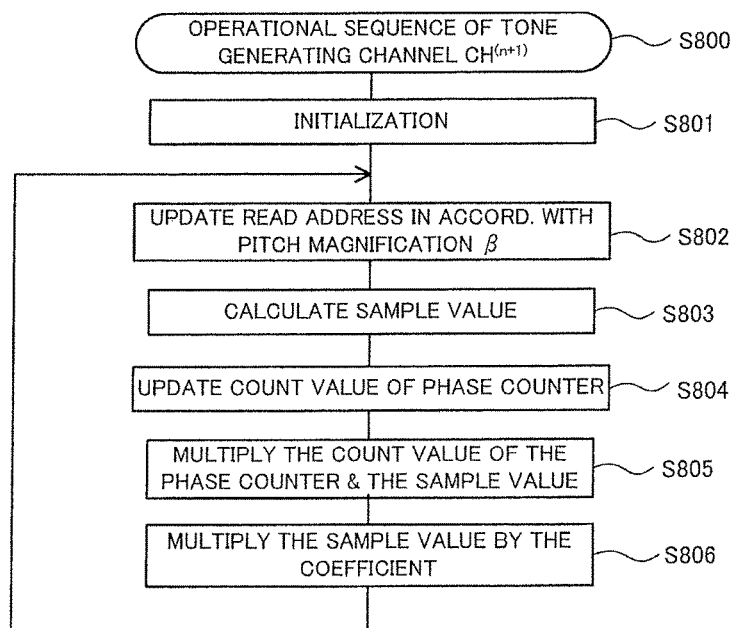 OPERATIONAL SEQUENCE OF TONE
GENERATING CHANNEL CH(n+1)
S800
INITIALIZATION
S801
UPDATE READ ADDRESS IN ACCORD. WITH
PITCH MAGNIFICATION β
S802
CALCULATE SAMPLE VALUE
S803
UPDATE COUNT VALUE OF PHASE COUNTER
S804
MULTIPLY THE COUNT VALUE OF THE
PHASE COUNTER & THE SAMPLE VALUE
S805
MULTIPLY THE SAMPLE VALUE BY THE
COEFFICIENT
S806